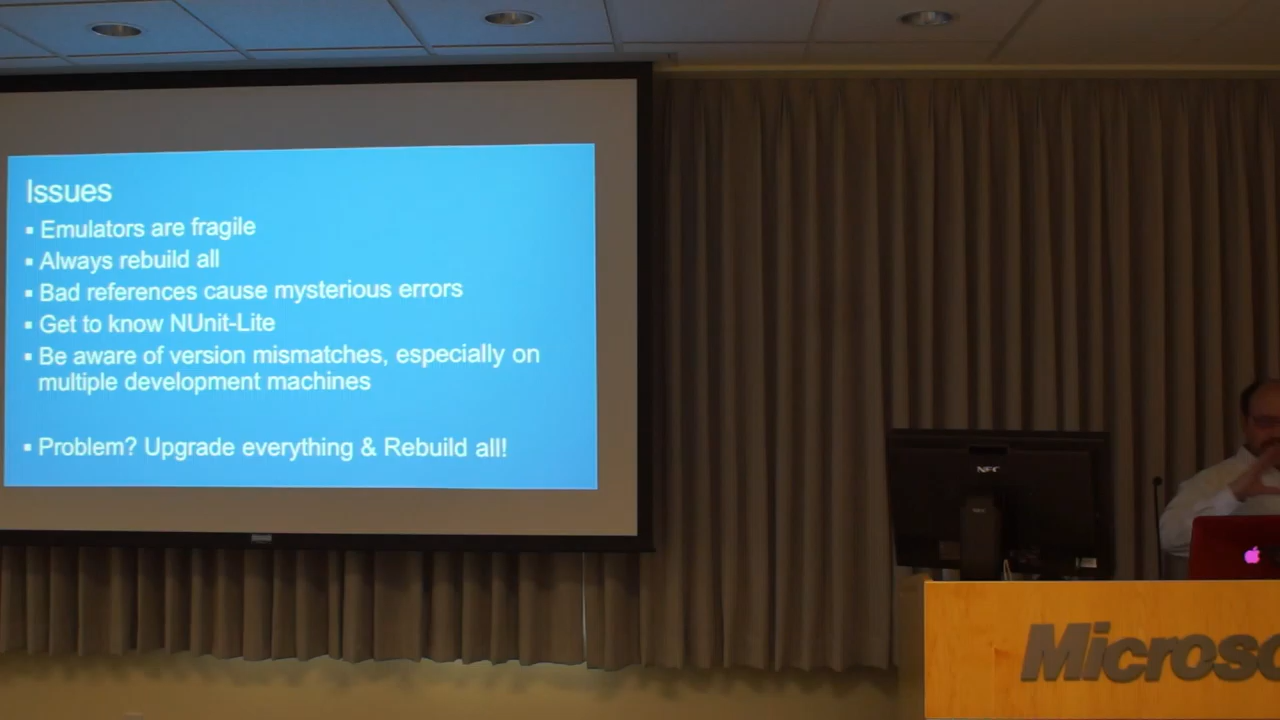 Issues
▪ Emulators are fragile
▪ Always rebuild all
▪ Bad references cause mysterious errors
▪ Get to know NUnit-Lite
▪ Be aware of version mismatches, especially on
multiple development machines
▪ Problem? Upgrade everything & Rebuild all!
NEC
Microso